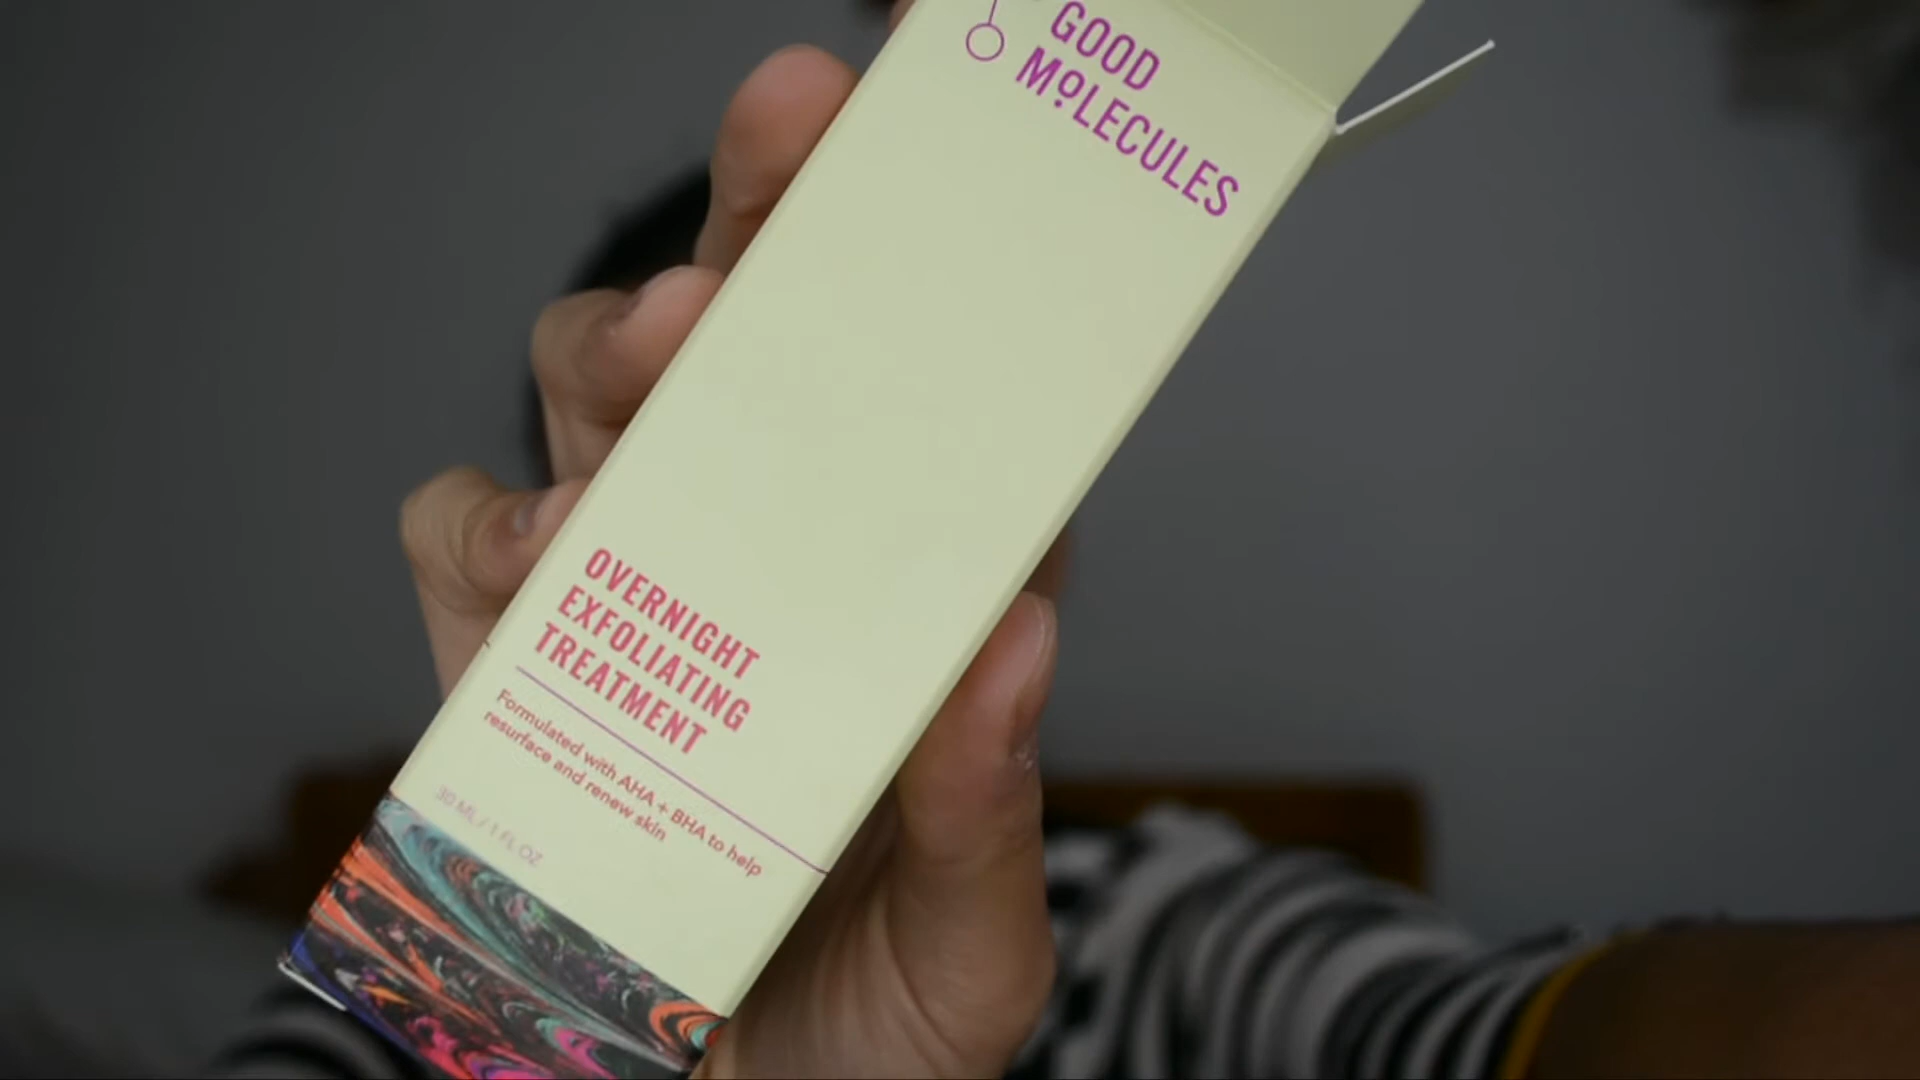 GOOD
MOLECULES
OVERNIGHT
EXFOLIATING
TREATMENT
Formulated with AHA + BHA to help
resurface and renew skin
30 ML / 1 FL OZ